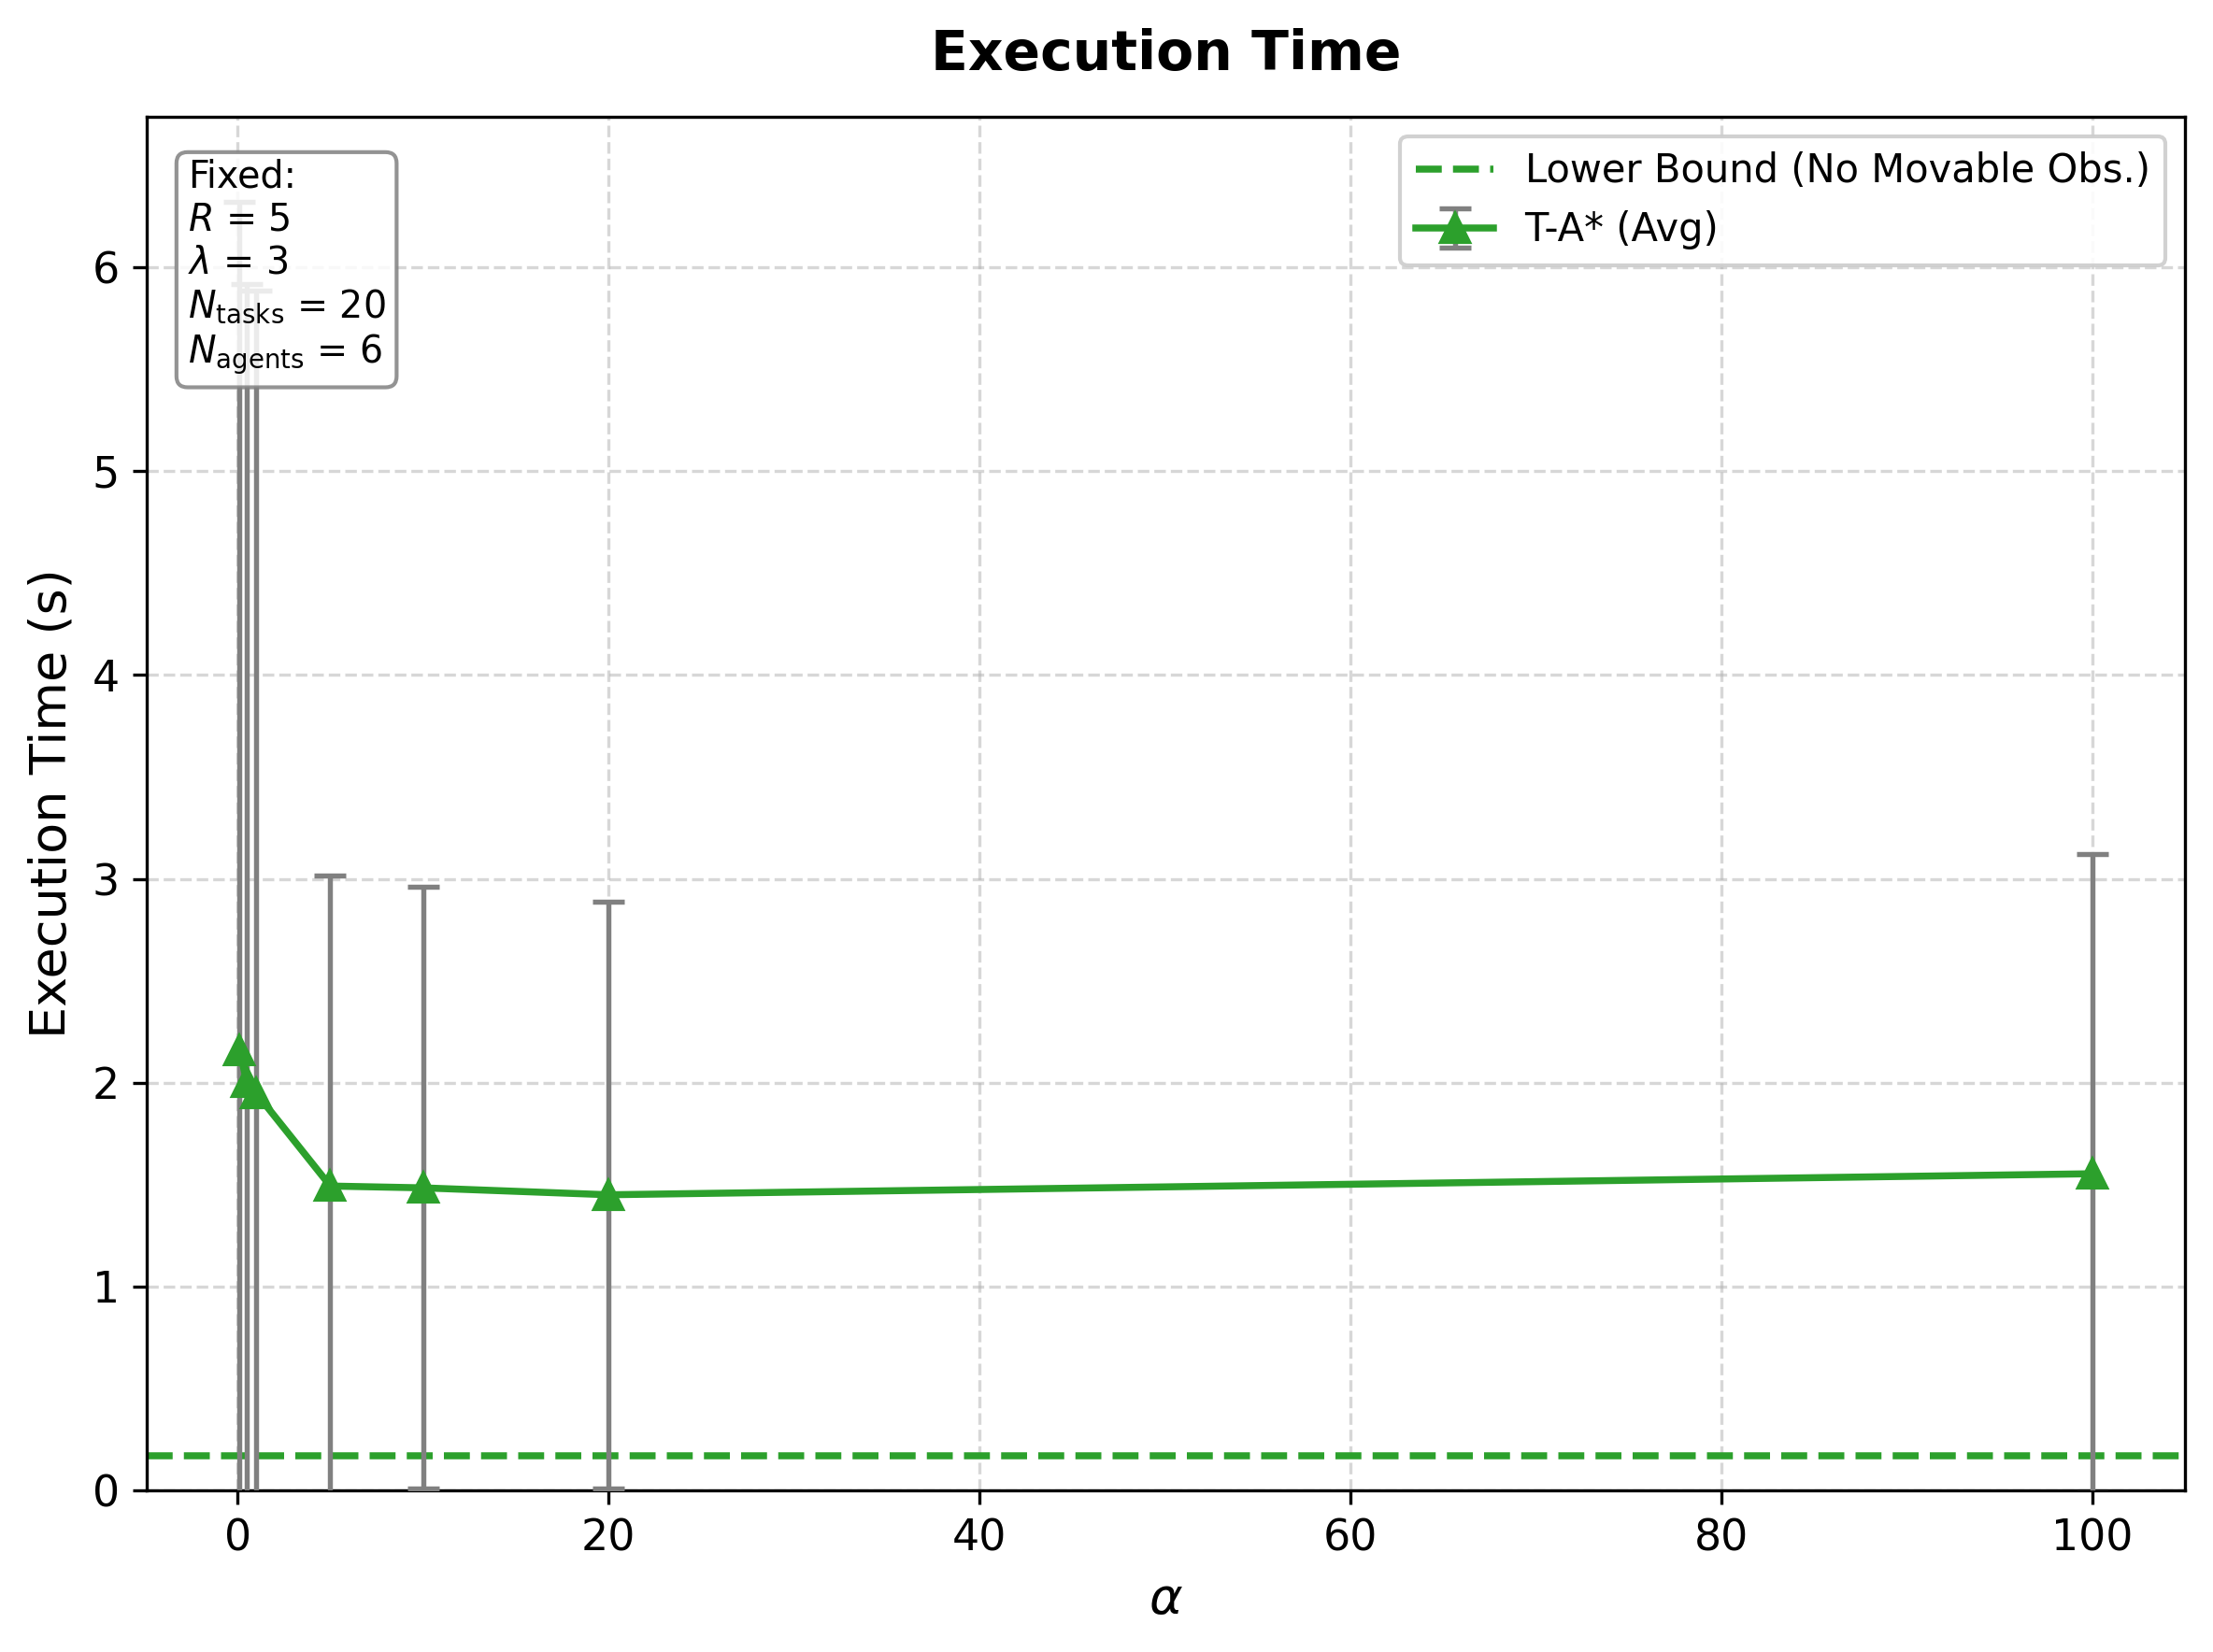 Execution Time
Fixed:
R = 5
λ = 3
N_tasks = 20
N_agents = 6
Lower Bound (No Movable Obs.)
T-A* (Avg)
Execution Time (s)
6
5
4
3
2
1
0
0 20 40 60 80 100
α